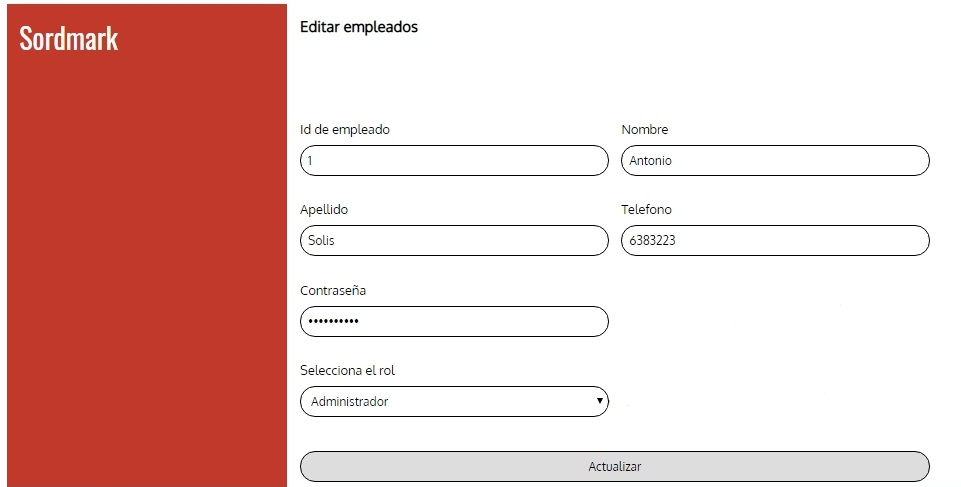 Sordmark
Editar empleados
Id de empleado
Nombre
1
Antonio
Apellido
Telefono
Solis
6383223
Contraseña
••••••••••
Selecciona el rol
Administrador
Actualizar